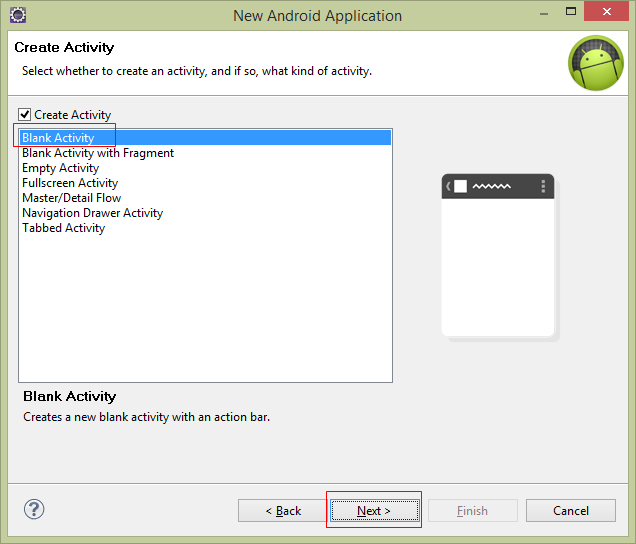 New Android Application
Create Activity
Select whether to create an activity, and if so, what kind of activity.
Create Activity
Blank Activity
Blank Activity with Fragment
Empty Activity
Fullscreen Activity
Master/Detail Flow
Navigation Drawer Activity
Tabbed Activity
Blank Activity
Creates a new blank activity with an action bar.
? < Back Next > Finish Cancel